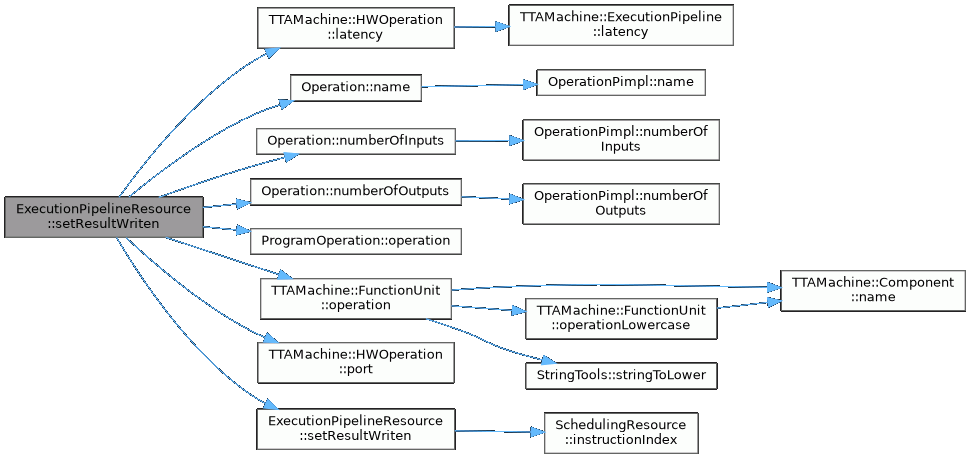 ExecutionPipelineResource
::setResultWriten
TTAMachine::HWOperation
::latency
TTAMachine::ExecutionPipeline
::latency
Operation::name
OperationPimpl::name
Operation::numberOfInputs
OperationPimpl::numberOf
Inputs
Operation::numberOfOutputs
OperationPimpl::numberOf
Outputs
ProgramOperation::operation
TTAMachine::FunctionUnit
::operation
TTAMachine::Component
::name
TTAMachine::FunctionUnit
::operationLowercase
StringTools::stringToLower
TTAMachine::HWOperation
::port
ExecutionPipelineResource
::setResultWriten
SchedulingResource
::instructionIndex